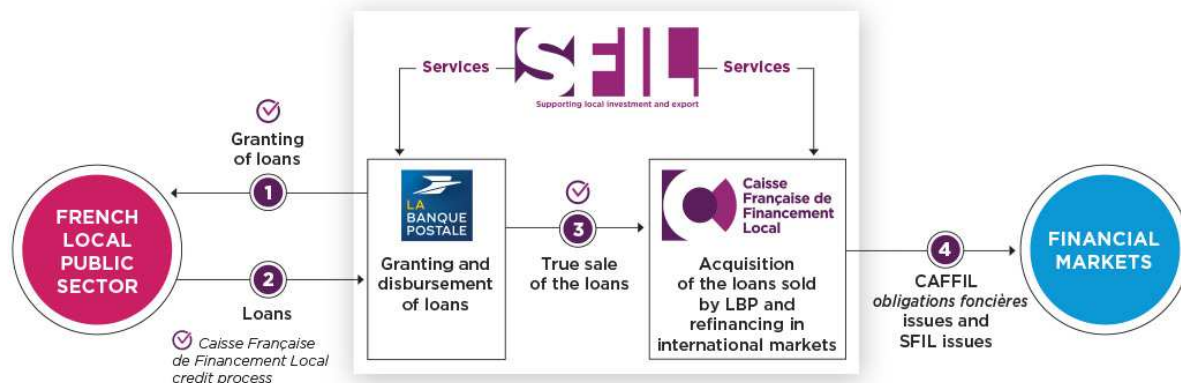 SFIL
Supporting local investment and export
Services
Services
Granting
of loans
1
FRENCH
LOCAL
PUBLIC
SECTOR
2
Loans
Caisse Française
de Financement Local
credit process
LA
BANQUE
POSTALE
Granting and
disbursement
of loans
3
True sale
of the loans
Caisse
Française de
Financement
Local
Acquisition
of the loans sold
by LBP and
refinancing in
international markets
4
CAFFIL
obligations foncières
issues and
SFIL issues
FINANCIAL
MARKETS